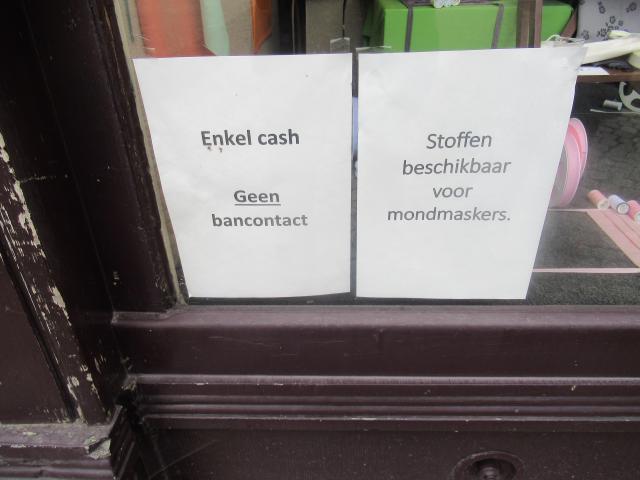 Enkel cash
Geen
bancontact
Stoffen
beschikbaar
voor
mondmaskers.